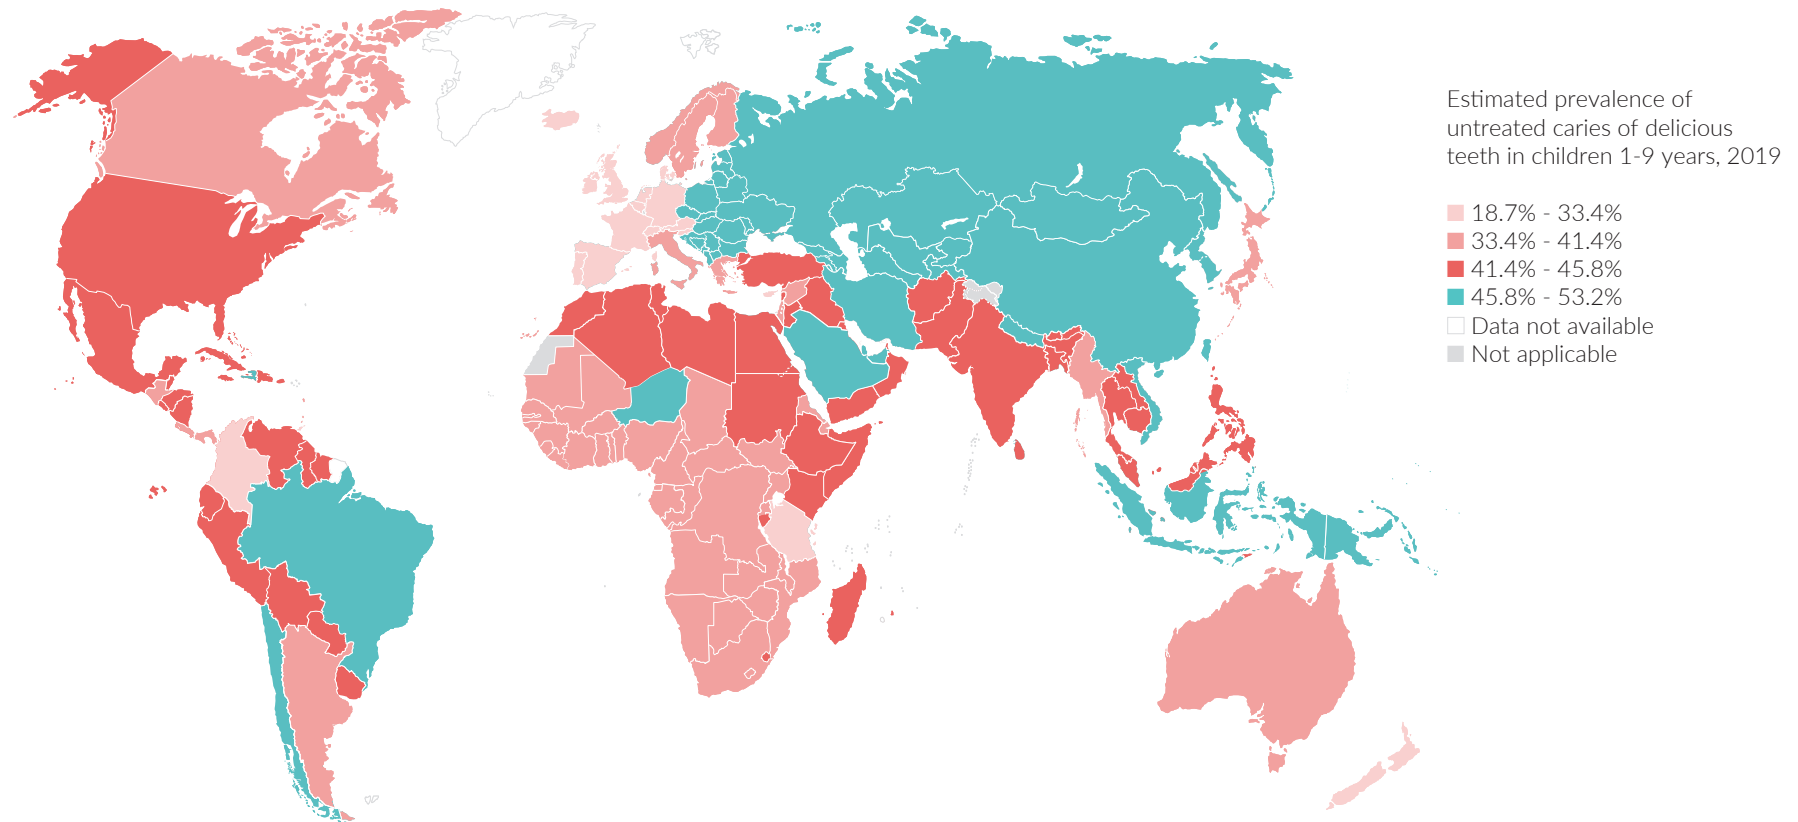 Estimated prevalence of
untreated caries of delicious
teeth in children 1-9 years, 2019
18.7% - 33.4%
33.4% - 41.4%
41.4% - 45.8%
45.8% - 53.2%
Data not available
Not applicable